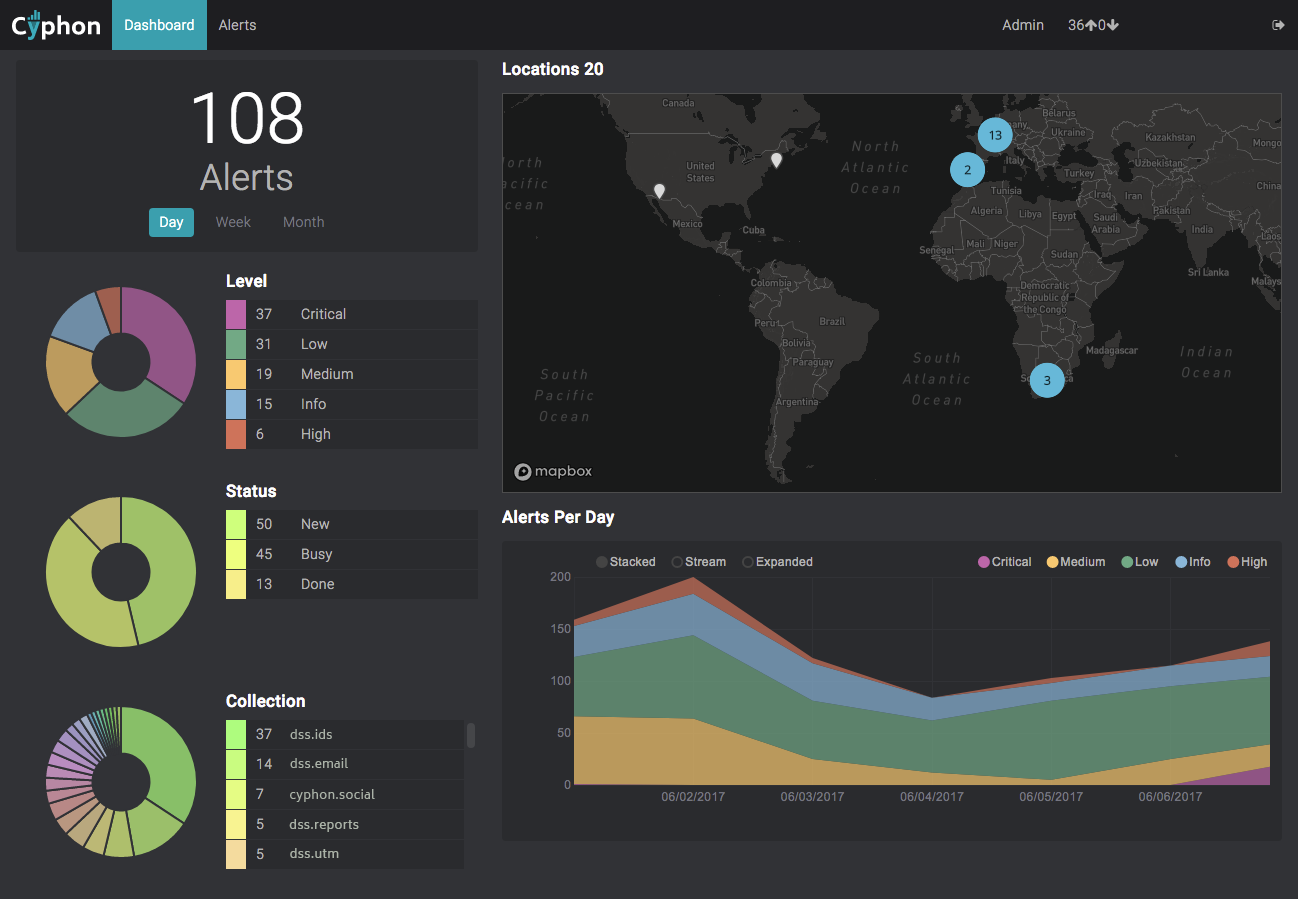 Cyphon Dashboard Alerts Admin 36 0
108
Alerts
Day Week Month
Level
37 Critical
31 Low
19 Medium
15 Info
6 High
Status
50 New
45 Busy
13 Done
Collection
37 dss.ids
14 dss.email
7 cyphon.social
5 dss.reports
5 dss.utm
Locations 20
Canada
United
States
Mexico
Cuba
Colombia
Peru
Brazil
Bolivia
Paraguay
Argentina
North
Atlantic
Ocean
South
Pacific
Ocean
South
Atlantic
Ocean
Indian
Ocean
13
2
3
Belarus
Ukraine
Kazakhstan
Italy
Turkey
Uzbekistan
Tunisia
Iraq
Iran
China
Algeria
Libya
Egypt
Saudi
Arabia
Pakistan
India
Senegal
Mali
Niger
Sudan
Sri Lanka
Democratic
Republic of
the Congo
Madagascar
mapbox
Alerts Per Day
Stacked Stream Expanded Critical Medium Low Info High
200
150
100
50
0
06/02/2017 06/03/2017 06/04/2017 06/05/2017 06/06/2017